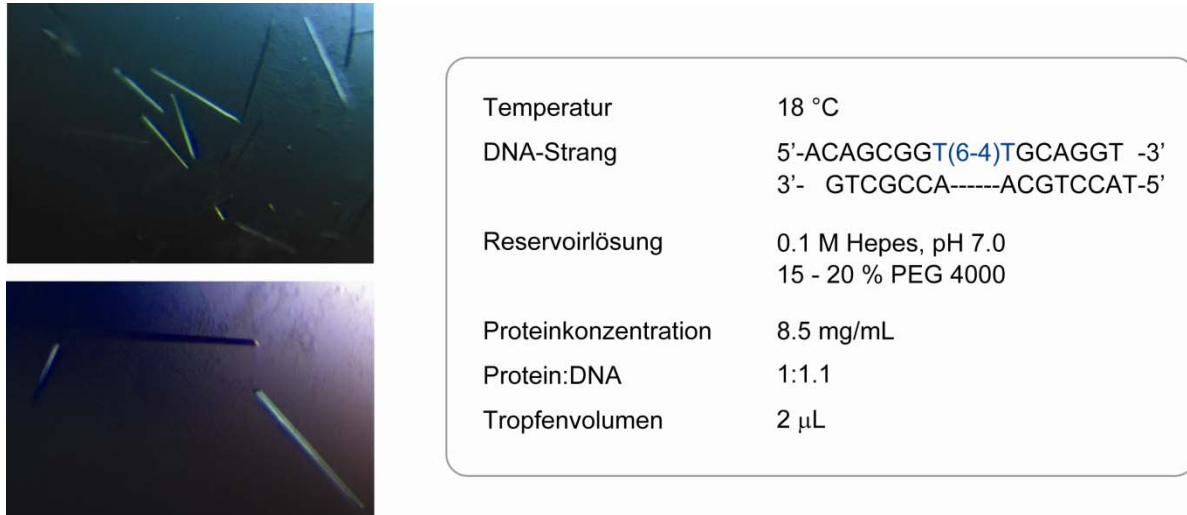 Temperatur 18 °C
DNA-Strang 5’-ACAGCGGT(6-4)TGCAGGT -3’
3’- GTCGCCA------ACGTCCAT-5’
Reservoirlösung 0.1 M Hepes, pH 7.0
15 - 20 % PEG 4000
Proteinkonzentration 8.5 mg/mL
Protein:DNA 1:1.1
Tropfenvolumen 2 μL